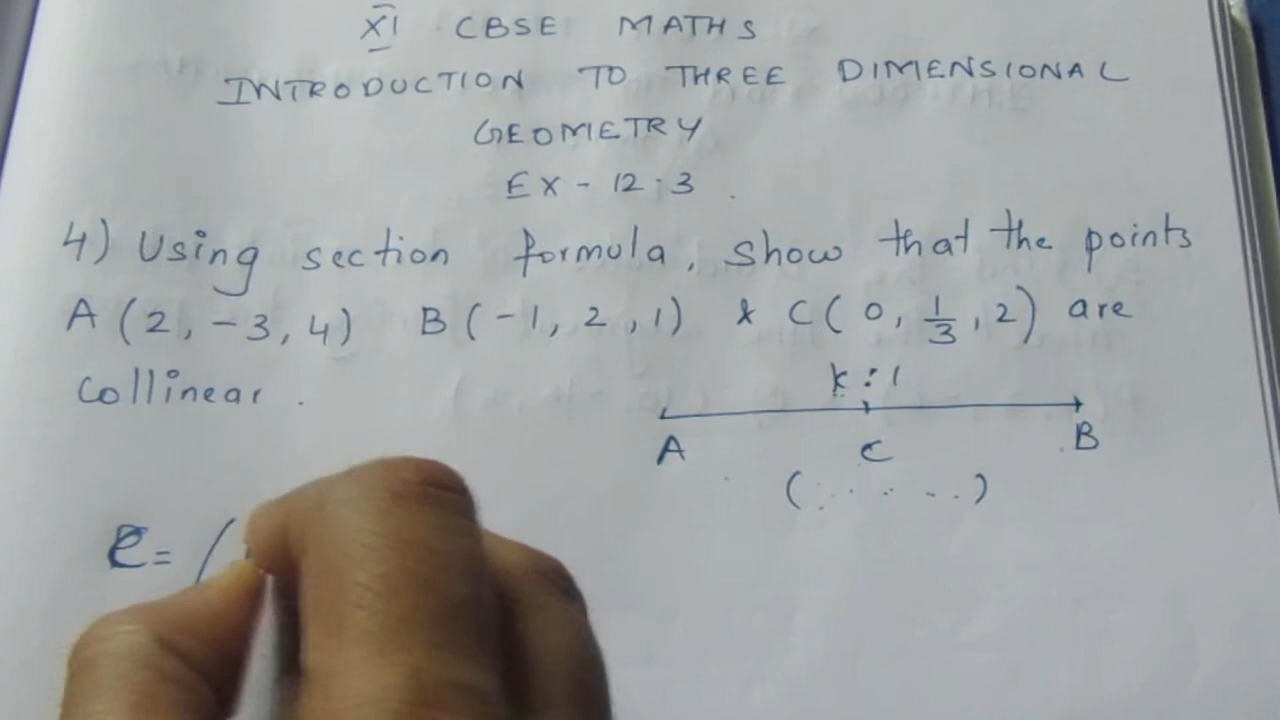 XI CBSE MATHS
INTRODUCTION TO THREE DIMENSIONAL
GEOMETRY
EX - 12.3.
4) Using section formula, show that the points
A (2, -3, 4) B (-1, 2, 1) & C( 0, 1/3, 2) are
collinear.
k : 1
A C B
(. . . . .)
C = (